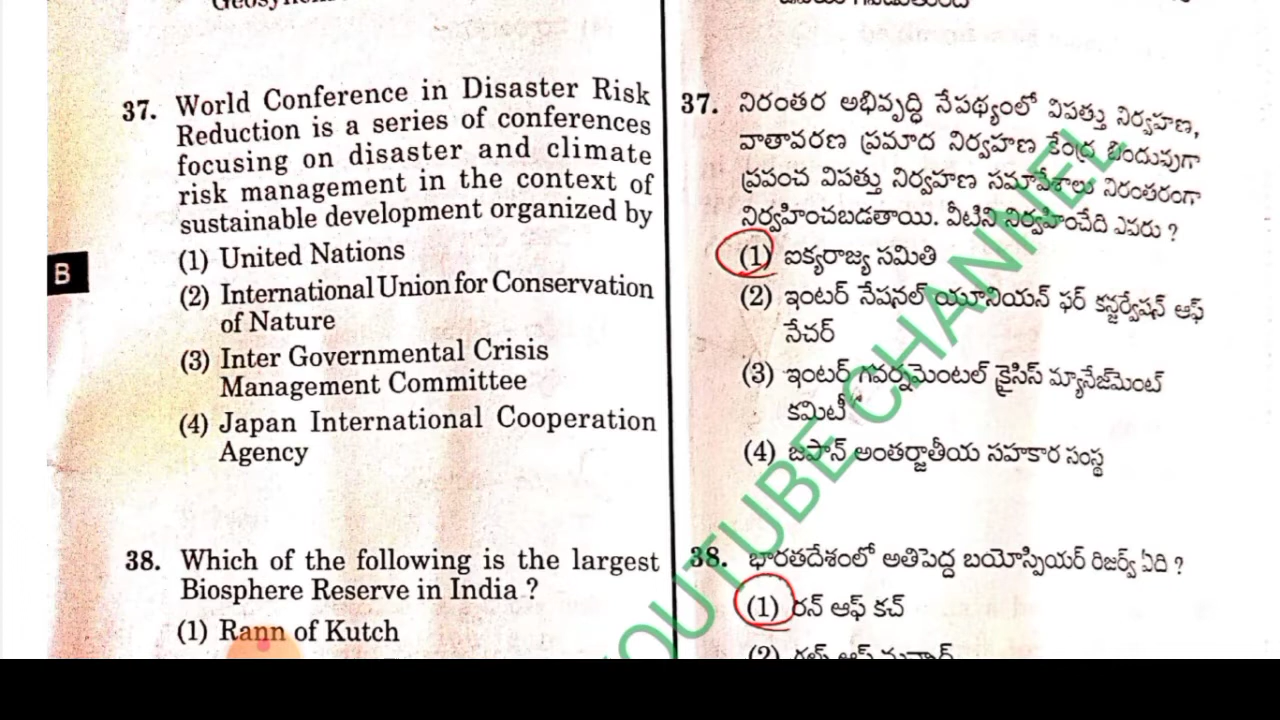 37. World Conference in Disaster Risk
Reduction is a series of conferences
focusing on disaster and climate
risk management in the context of
sustainable development organized by
(1) United Nations
(2) International Union for Conservation
of Nature
(3) Inter Governmental Crisis
Management Committee
(4) Japan International Cooperation
Agency
38. Which of the following is the largest
Biosphere Reserve in India ?
(1) Rann of Kutch
B
37. నిరంతర అభివృద్ధి నేపథ్యంలో విపత్తు నిర్వహణ,
వాతావరణ ప్రమాద నిర్వహణ కేంద్ర బిందువుగా
ప్రపంచ విపత్తు నిర్వహణ సమావేశాలు నిరంతరంగా
నిర్వహించబడతాయి. వీటిని నిర్వహించేది ఎవరు ?
(1) ఐక్యరాజ్య సమితి
(2) ఇంటర్ నేషనల్ యూనియన్ ఫర్ కన్జర్వేషన్ ఆఫ్
నేచర్
(3) ఇంటర్ గవర్నమెంటల్ క్రైసిస్ మ్యానేజ్‌మెంట్
కమిటీ
(4) జపాన్ అంతర్జాతీయ సహకార సంస్థ
38. భారతదేశంలో అతిపెద్ద బయోస్పియర్ రిజర్వ్ ఏది ?
(1) రన్ ఆఫ్ కచ్
(2)
YOUTUBE CHANNEL